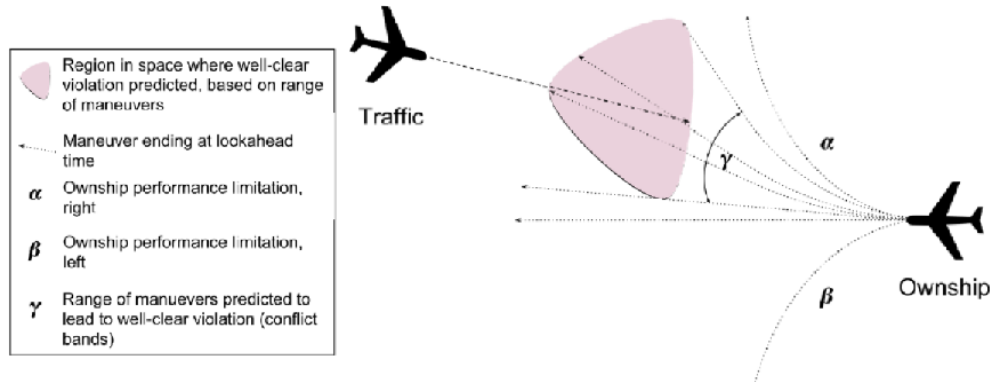 Region in space where well-clear
violation predicted, based on range
of maneuvers
Maneuver ending at lookahead
time
α Ownship performance limitation,
right
β Ownship performance limitation,
left
γ Range of manuevers predicted to
lead to well-clear violation (conflict
bands)
Traffic
α
γ
β
Ownship